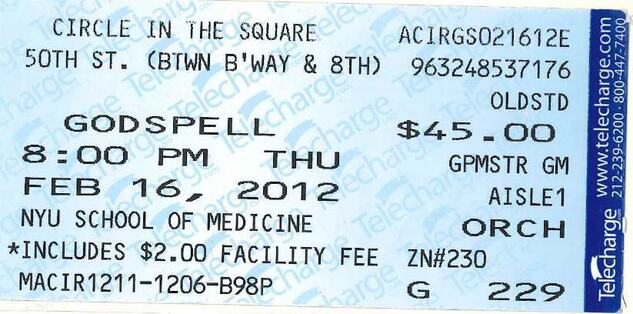 CIRCLE IN THE SQUARE ACIRGS021612E
50TH ST. (BTWN B'WAY & 8TH) 963248537176
OLDSTD
GODSPELL $45.00
8:00 PM THU GPMSTR GM
FEB 16, 2012 AISLE1
NYU SCHOOL OF MEDICINE ORCH
*INCLUDES $2.00 FACILITY FEE ZN#230
MACIR1211-1206-B98P G 229
Telecharge
www.telecharge.com
212-239-6200 · 800-447-7400